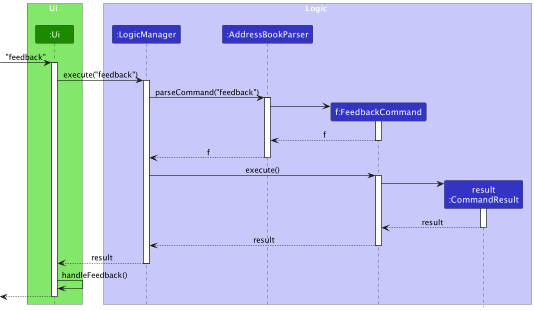 Ui
Logic
:Ui
:LogicManager
:AddressBookParser
"feedback"
execute("feedback")
parseCommand("feedback")
f:FeedbackCommand
f
f
execute()
result
:CommandResult
result
result
result
handleFeedback()